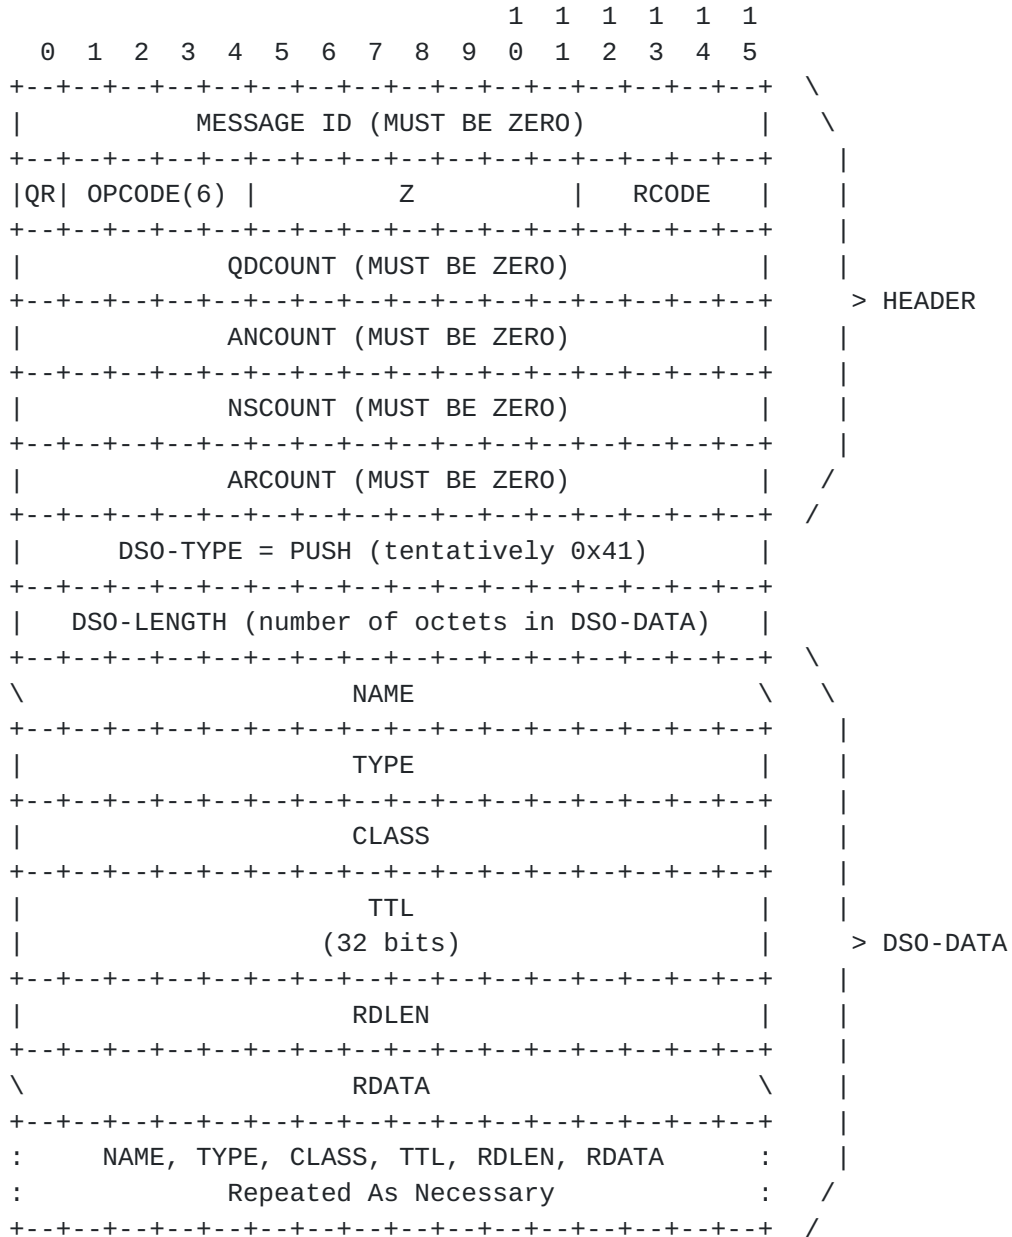 1  1  1  1  1  1
   0  1  2  3  4  5  6  7  8  9  0  1  2  3  4  5
 +--+--+--+--+--+--+--+--+--+--+--+--+--+--+--+--+  \
 |           MESSAGE ID (MUST BE ZERO)           |   \
 +--+--+--+--+--+--+--+--+--+--+--+--+--+--+--+--+    |
 |QR| OPCODE(6) |         Z          |   RCODE   |    |
 +--+--+--+--+--+--+--+--+--+--+--+--+--+--+--+--+    |
 |             QDCOUNT (MUST BE ZERO)            |    |
 +--+--+--+--+--+--+--+--+--+--+--+--+--+--+--+--+     > HEADER
 |             ANCOUNT (MUST BE ZERO)            |    |
 +--+--+--+--+--+--+--+--+--+--+--+--+--+--+--+--+    |
 |             NSCOUNT (MUST BE ZERO)            |    |
 +--+--+--+--+--+--+--+--+--+--+--+--+--+--+--+--+    |
 |             ARCOUNT (MUST BE ZERO)            |   /
 +--+--+--+--+--+--+--+--+--+--+--+--+--+--+--+--+  /
 |      DSO-TYPE = PUSH (tentatively 0x41)       |
 +--+--+--+--+--+--+--+--+--+--+--+--+--+--+--+--+
 |   DSO-LENGTH (number of octets in DSO-DATA)   |
 +--+--+--+--+--+--+--+--+--+--+--+--+--+--+--+--+  \
 \                     NAME                      \   \
 +--+--+--+--+--+--+--+--+--+--+--+--+--+--+--+--+    |
 |                     TYPE                      |    |
 +--+--+--+--+--+--+--+--+--+--+--+--+--+--+--+--+    |
 |                     CLASS                     |    |
 +--+--+--+--+--+--+--+--+--+--+--+--+--+--+--+--+    |
 |                      TTL                      |    |
 |                   (32 bits)                   |     > DSO-DATA
 +--+--+--+--+--+--+--+--+--+--+--+--+--+--+--+--+    |
 |                     RDLEN                     |    |
 +--+--+--+--+--+--+--+--+--+--+--+--+--+--+--+--+    |
 \                     RDATA                     \    |
 +--+--+--+--+--+--+--+--+--+--+--+--+--+--+--+--+    |
 :     NAME, TYPE, CLASS, TTL, RDLEN, RDATA      :    |
 :             Repeated As Necessary             :   /
 +--+--+--+--+--+--+--+--+--+--+--+--+--+--+--+--+  /